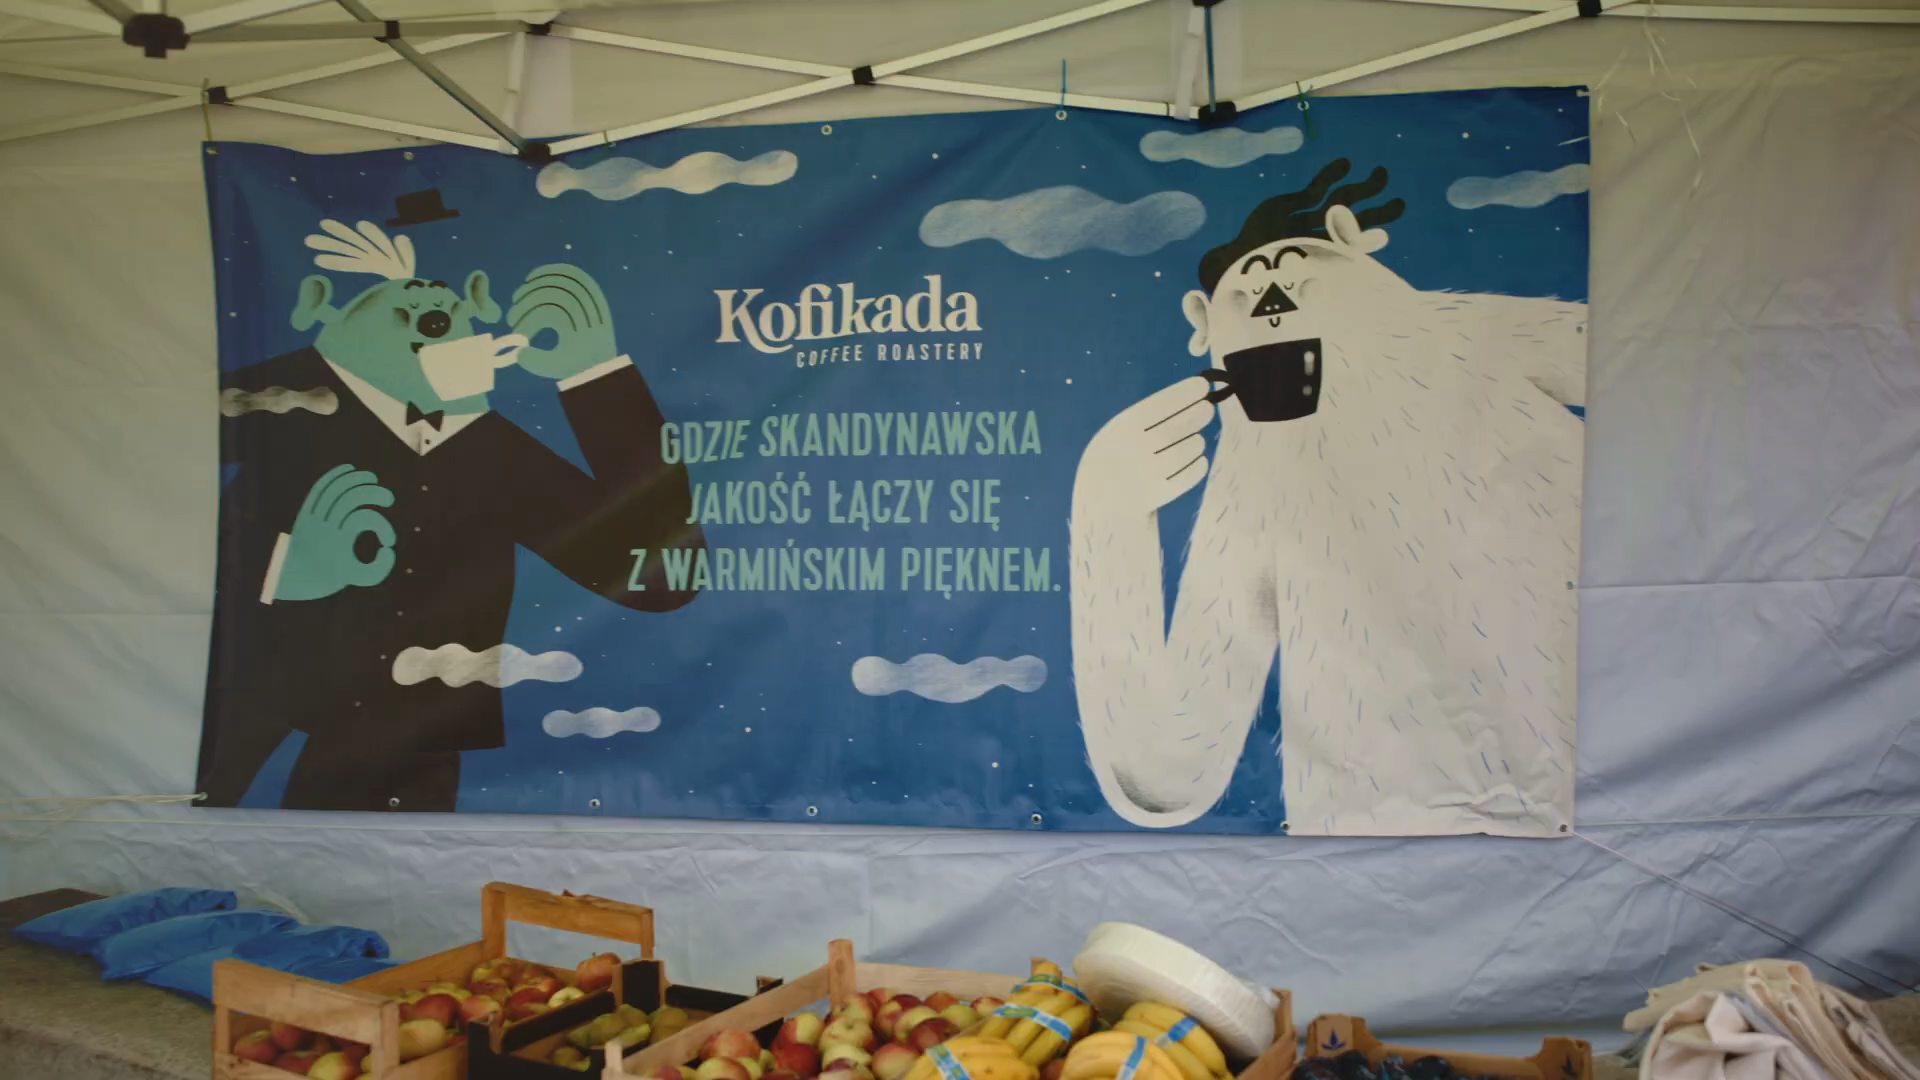 Kofikada
COFFEE ROASTERY
GDZIE SKANDYNAWSKA
JAKOŚĆ ŁĄCZY SIĘ
Z WARMIŃSKIM PIĘKNEM.